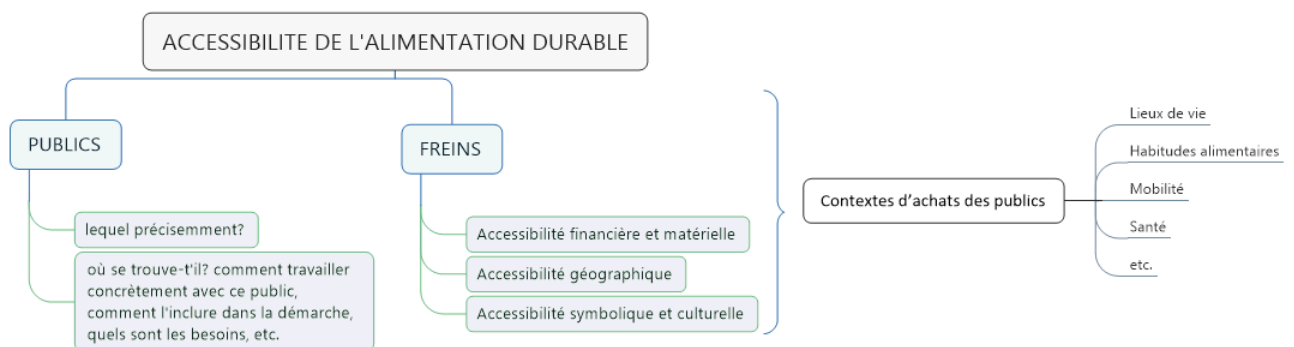 ACCESSIBILITE DE L'ALIMENTATION DURABLE
PUBLICS
lequel précisemment?
où se trouve-t'il? comment travailler
concrètement avec ce public,
comment l'inclure dans la démarche,
quels sont les besoins, etc.
FREINS
Accessibilité financière et matérielle
Accessibilité géographique
Accessibilité symbolique et culturelle
Contextes d’achats des publics
Lieux de vie
Habitudes alimentaires
Mobilité
Santé
etc.